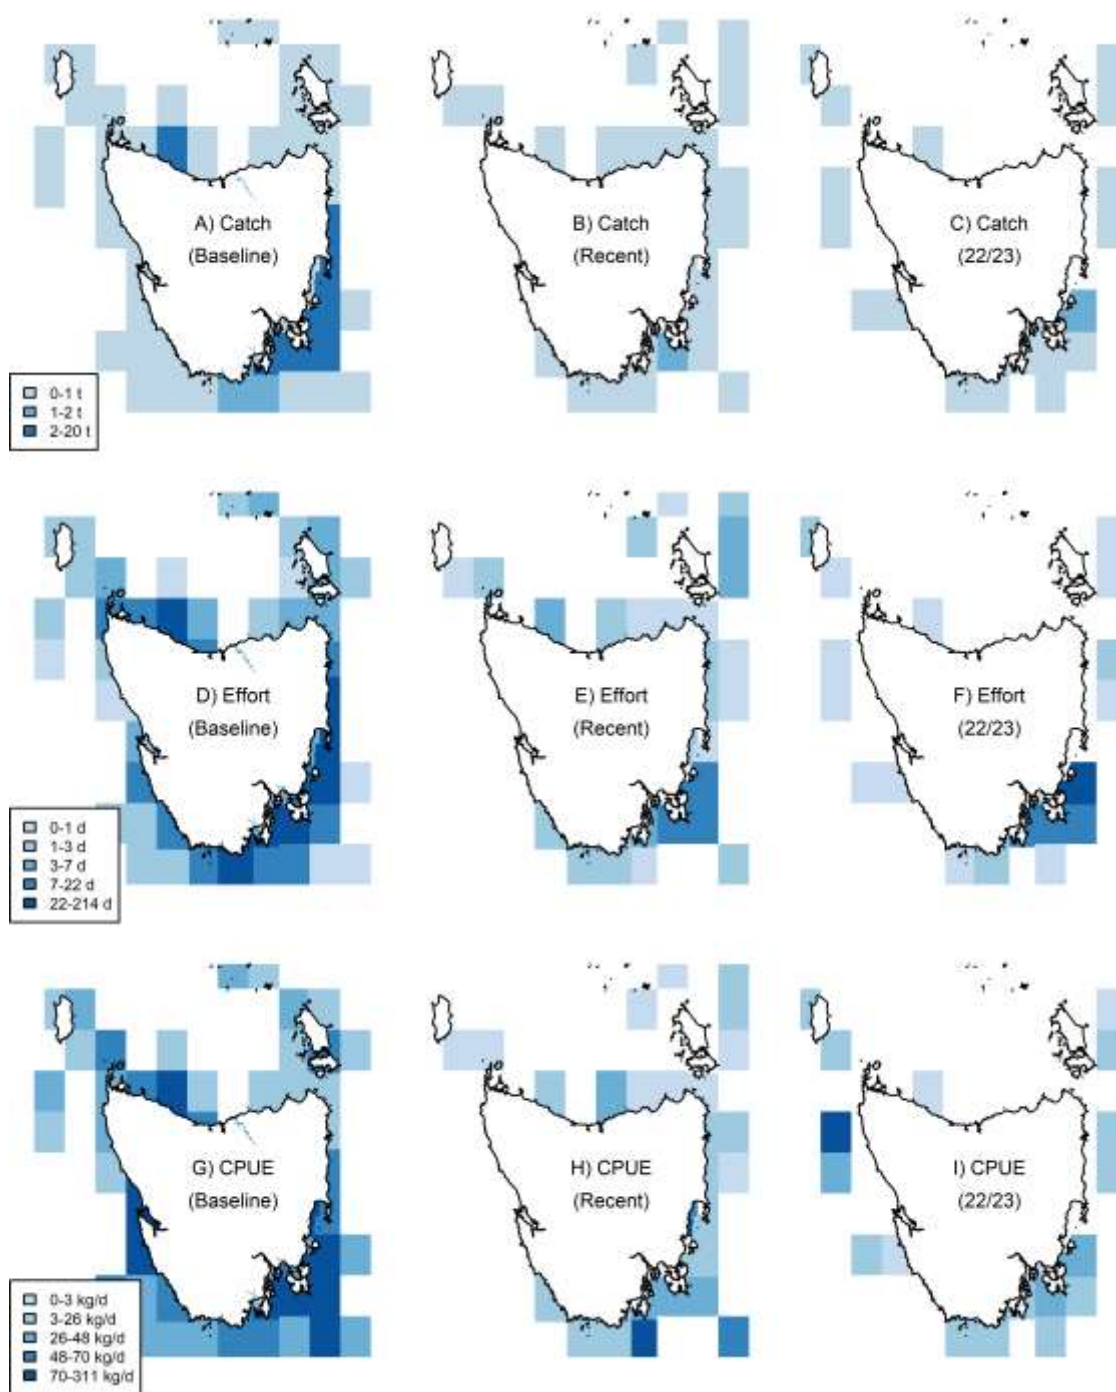 A) Catch
(Baseline)
B) Catch
(Recent)
C) Catch
(22/23)
0-1 t
1-2 t
2-20 t
D) Effort
(Baseline)
E) Effort
(Recent)
F) Effort
(22/23)
0-1 d
1-3 d
3-7 d
7-22 d
22-214 d
G) CPUE
(Baseline)
H) CPUE
(Recent)
I) CPUE
(22/23)
0-3 kg/d
3-26 kg/d
26-48 kg/d
48-70 kg/d
70-311 kg/d